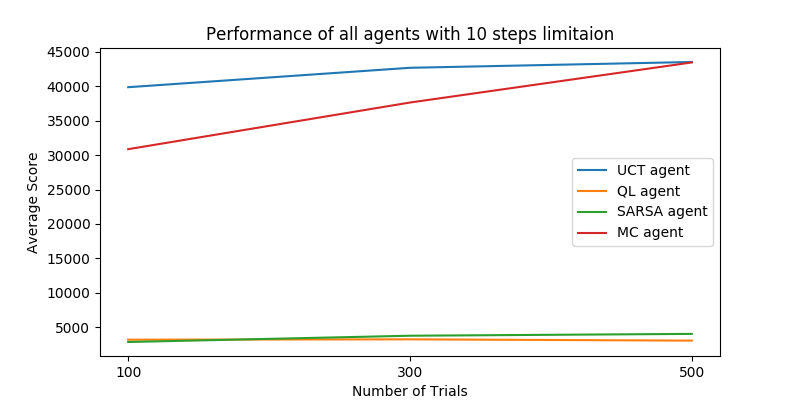 Performance of all agents with 10 steps limitaion
45000
40000
35000
30000
25000
20000
15000
10000
5000
Average Score
UCT agent
QL agent
SARSA agent
MC agent
100 300 500
Number of Trials